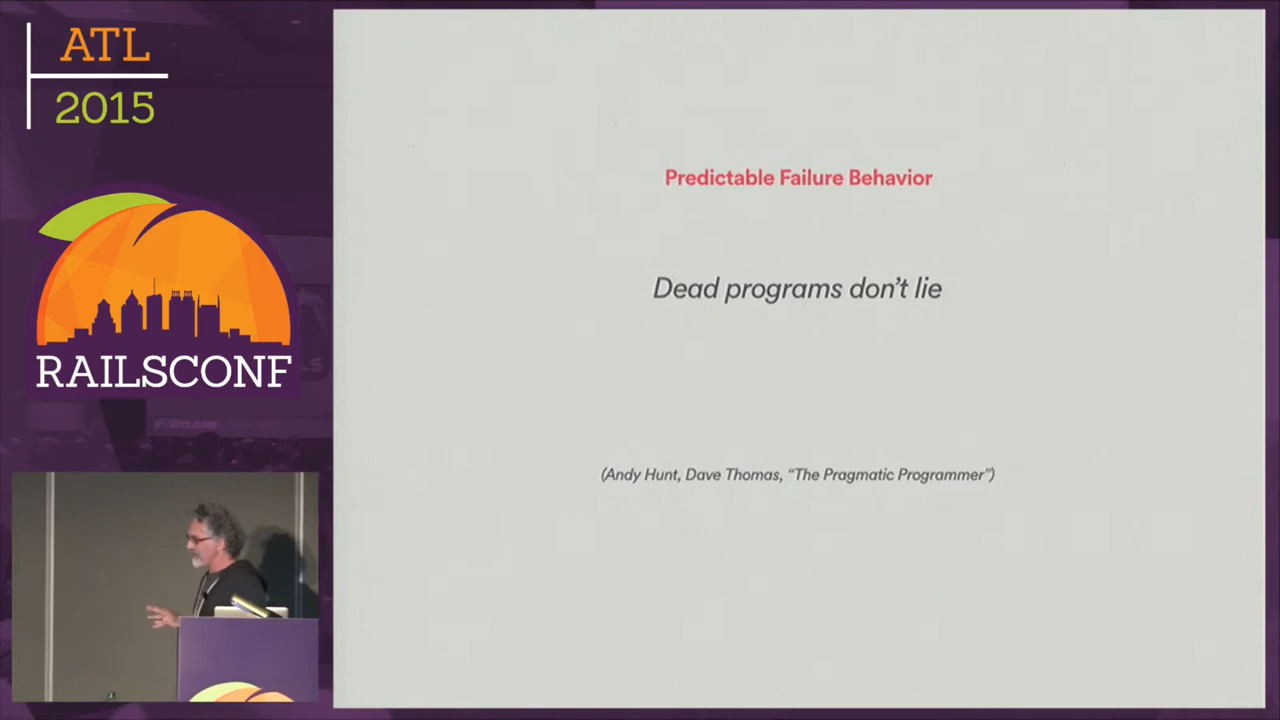 ATL
2015
RAILSCONF
Predictable Failure Behavior
Dead programs don't lie
(Andy Hunt, Dave Thomas, “The Pragmatic Programmer”)